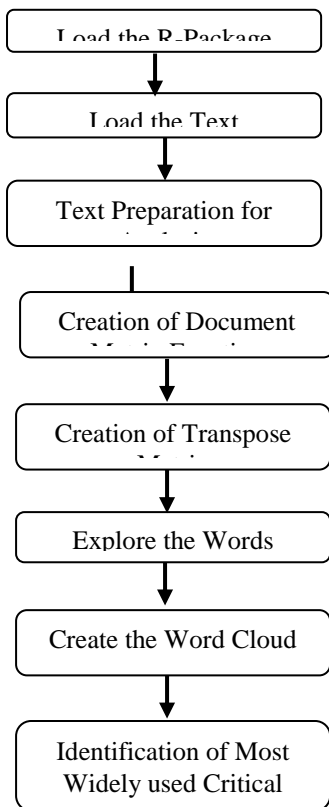 Load the R-Package
Load the Text
Text Preparation for
Creation of Document
Creation of Transpose
Explore the Words
Create the Word Cloud
Identification of Most
Widely used Critical